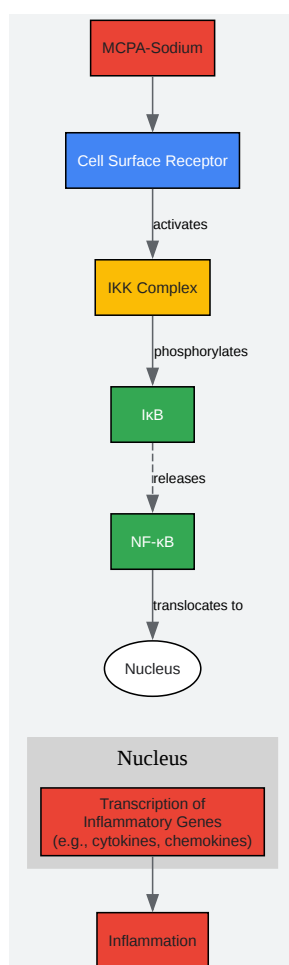 MCPA-Sodium
Cell Surface Receptor
activates
IKK Complex
phosphorylates
IκB
releases
NF-κB
translocates to
Nucleus
Nucleus
Transcription of
Inflammatory Genes
(e.g., cytokines, chemokines)
Inflammation